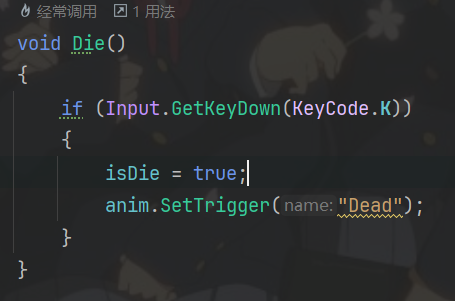 经常调用 1 用法
void Die()
{
if (Input.GetKeyDown(KeyCode.K))
{
isDie = true;
anim.SetTrigger(name:"Dead");
}
}